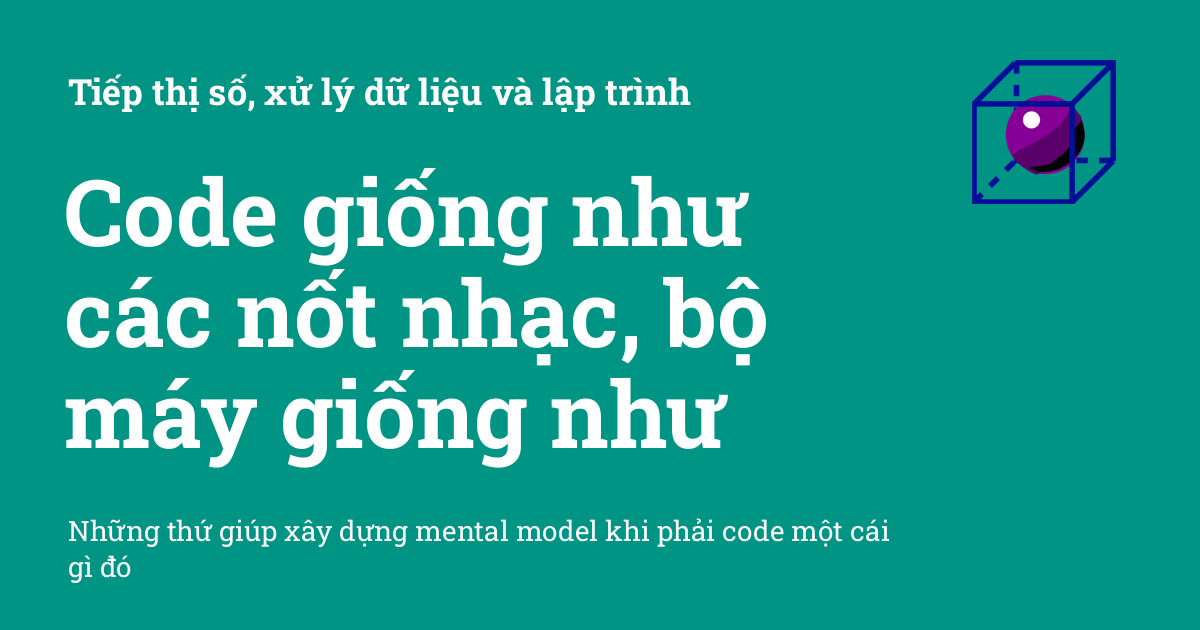 Tiếp thị số, xử lý dữ liệu và lập trình
Code giống như
các nốt nhạc, bộ
máy giống như
Những thứ giúp xây dựng mental model khi phải code một cái
gì đó